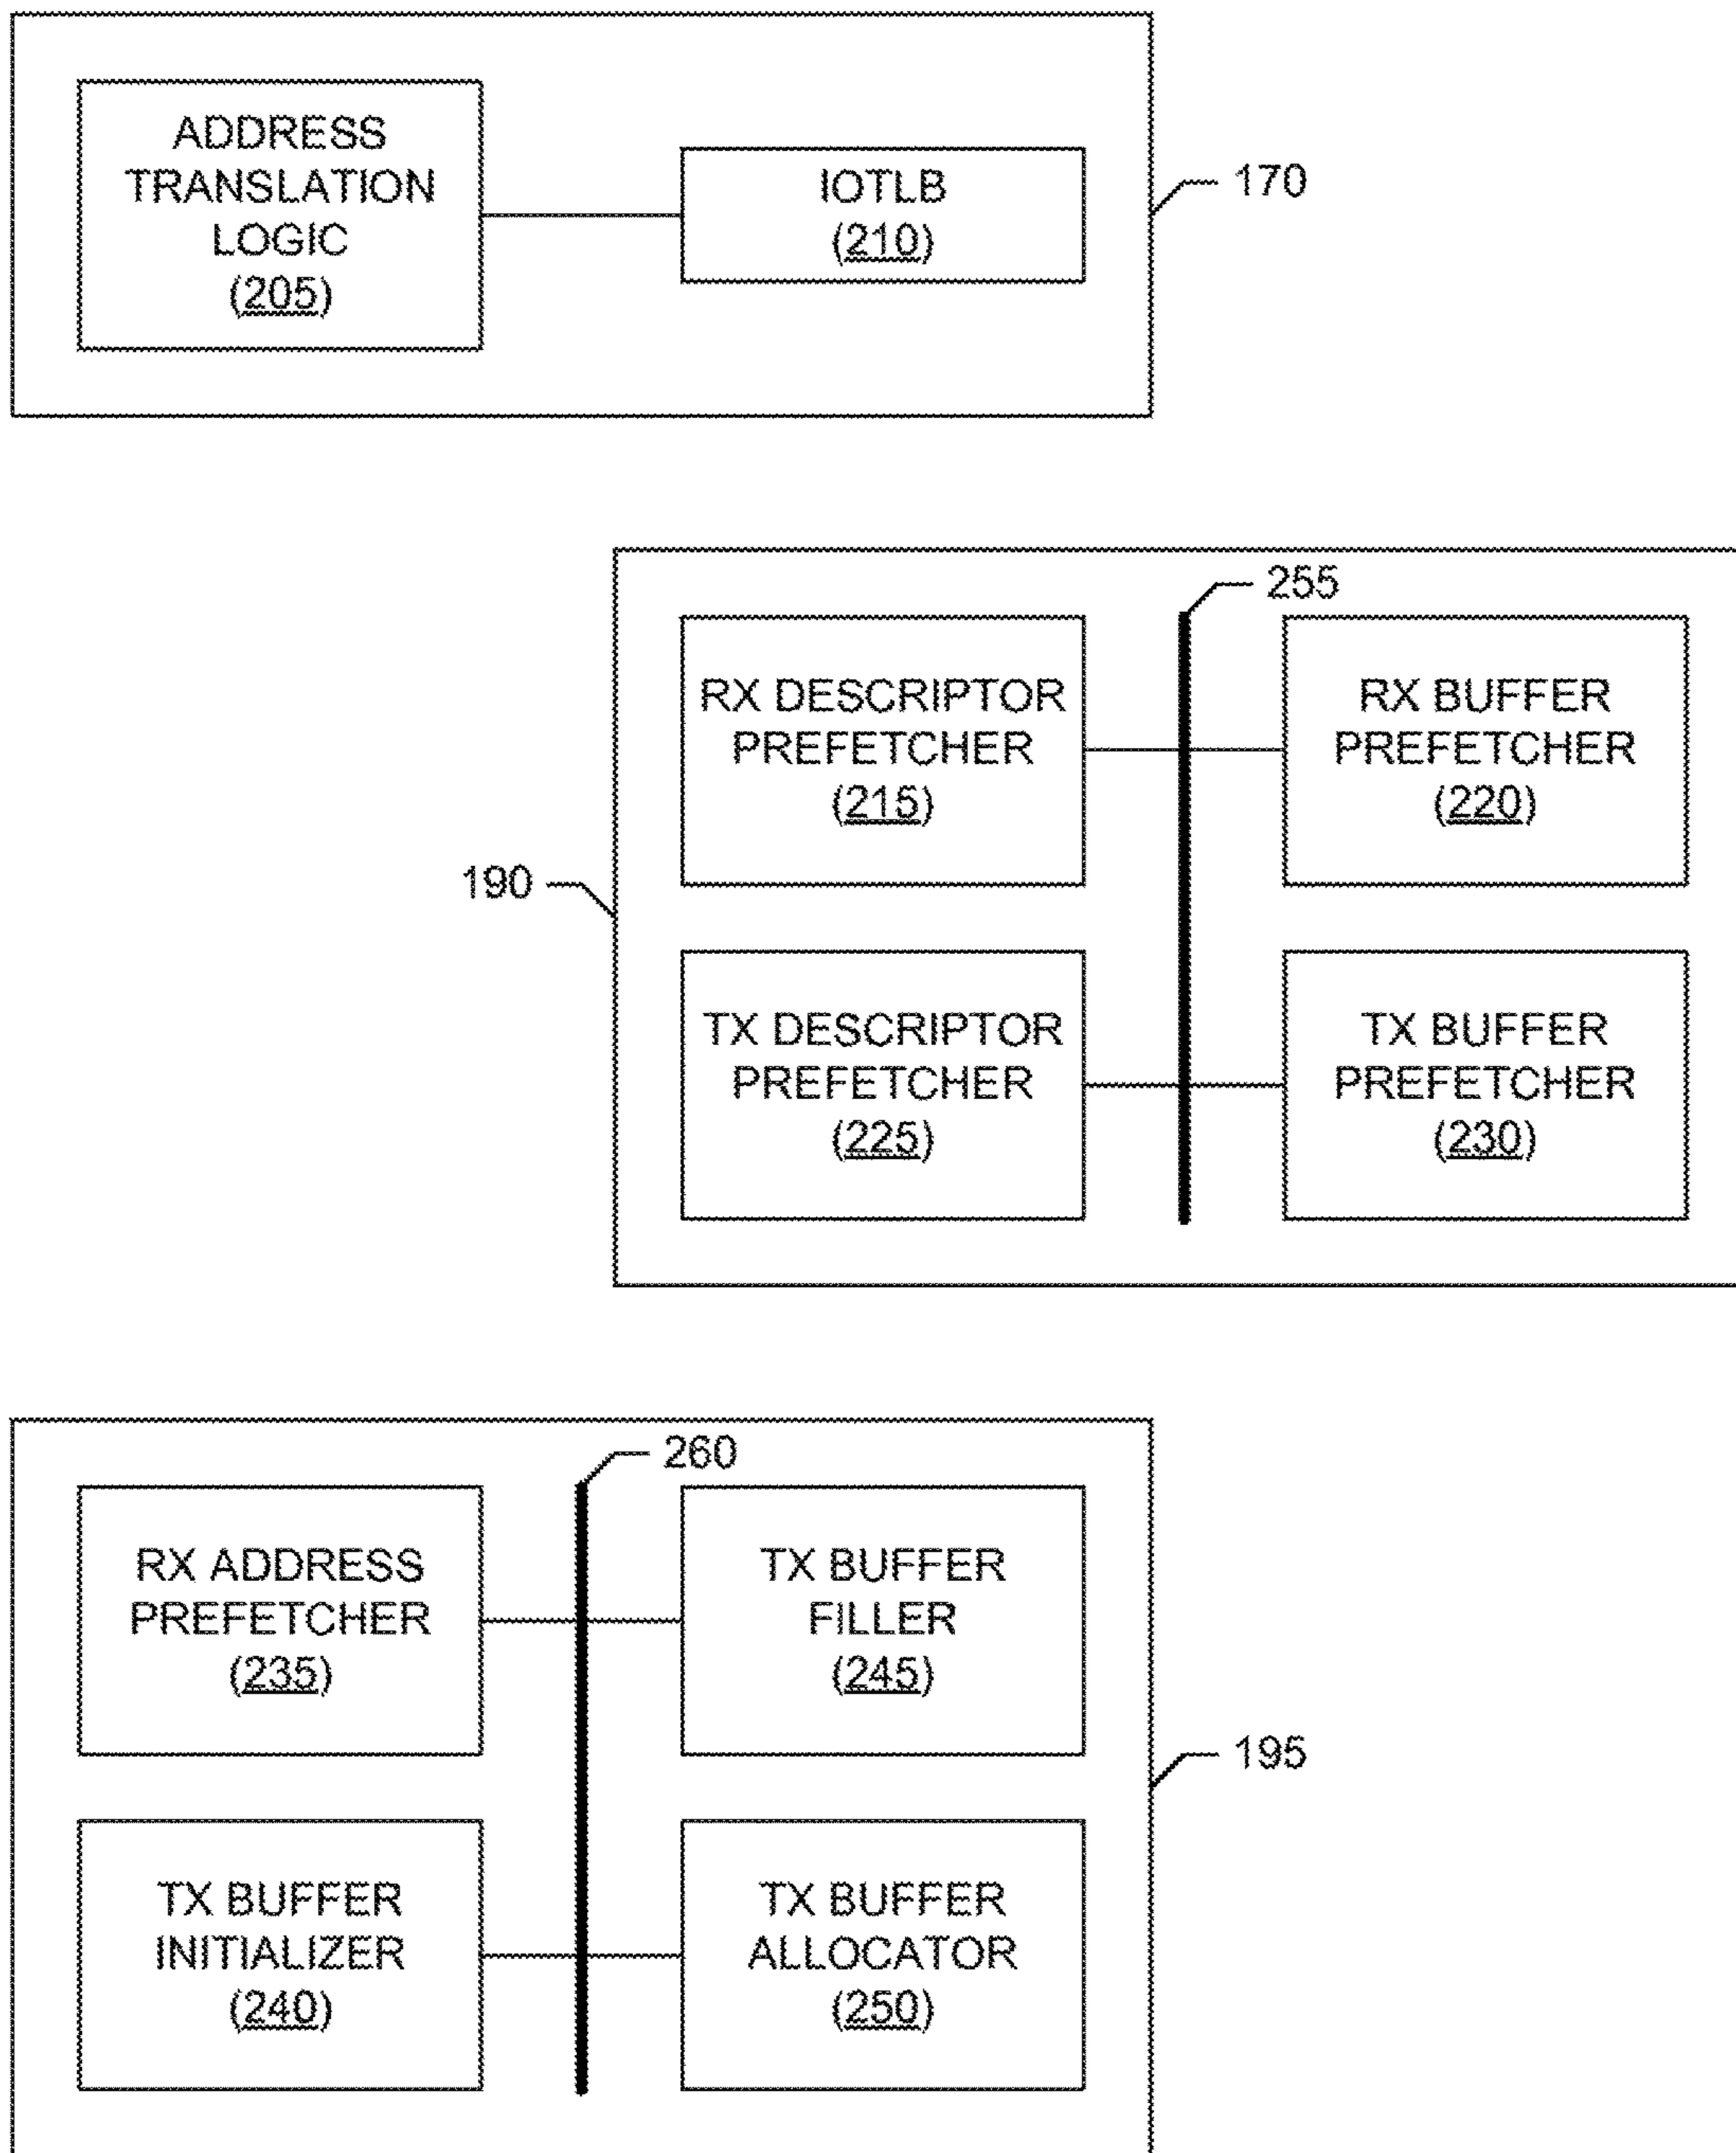 ADDRESS
TRANSLATION
LOGIC
(205)
IOTLB
(210)
170
255
RX DESCRIPTOR
PREFETCHER
(215)
RX BUFFER
PREFETCHER
(220)
190
TX DESCRIPTOR
PREFETCHER
(225)
TX BUFFER
PREFETCHER
(230)
260
RX ADDRESS
PREFETCHER
(235)
TX BUFFER
FILLER
(245)
195
TX BUFFER
INITIALIZER
(240)
TX BUFFER
ALLOCATOR
(250)